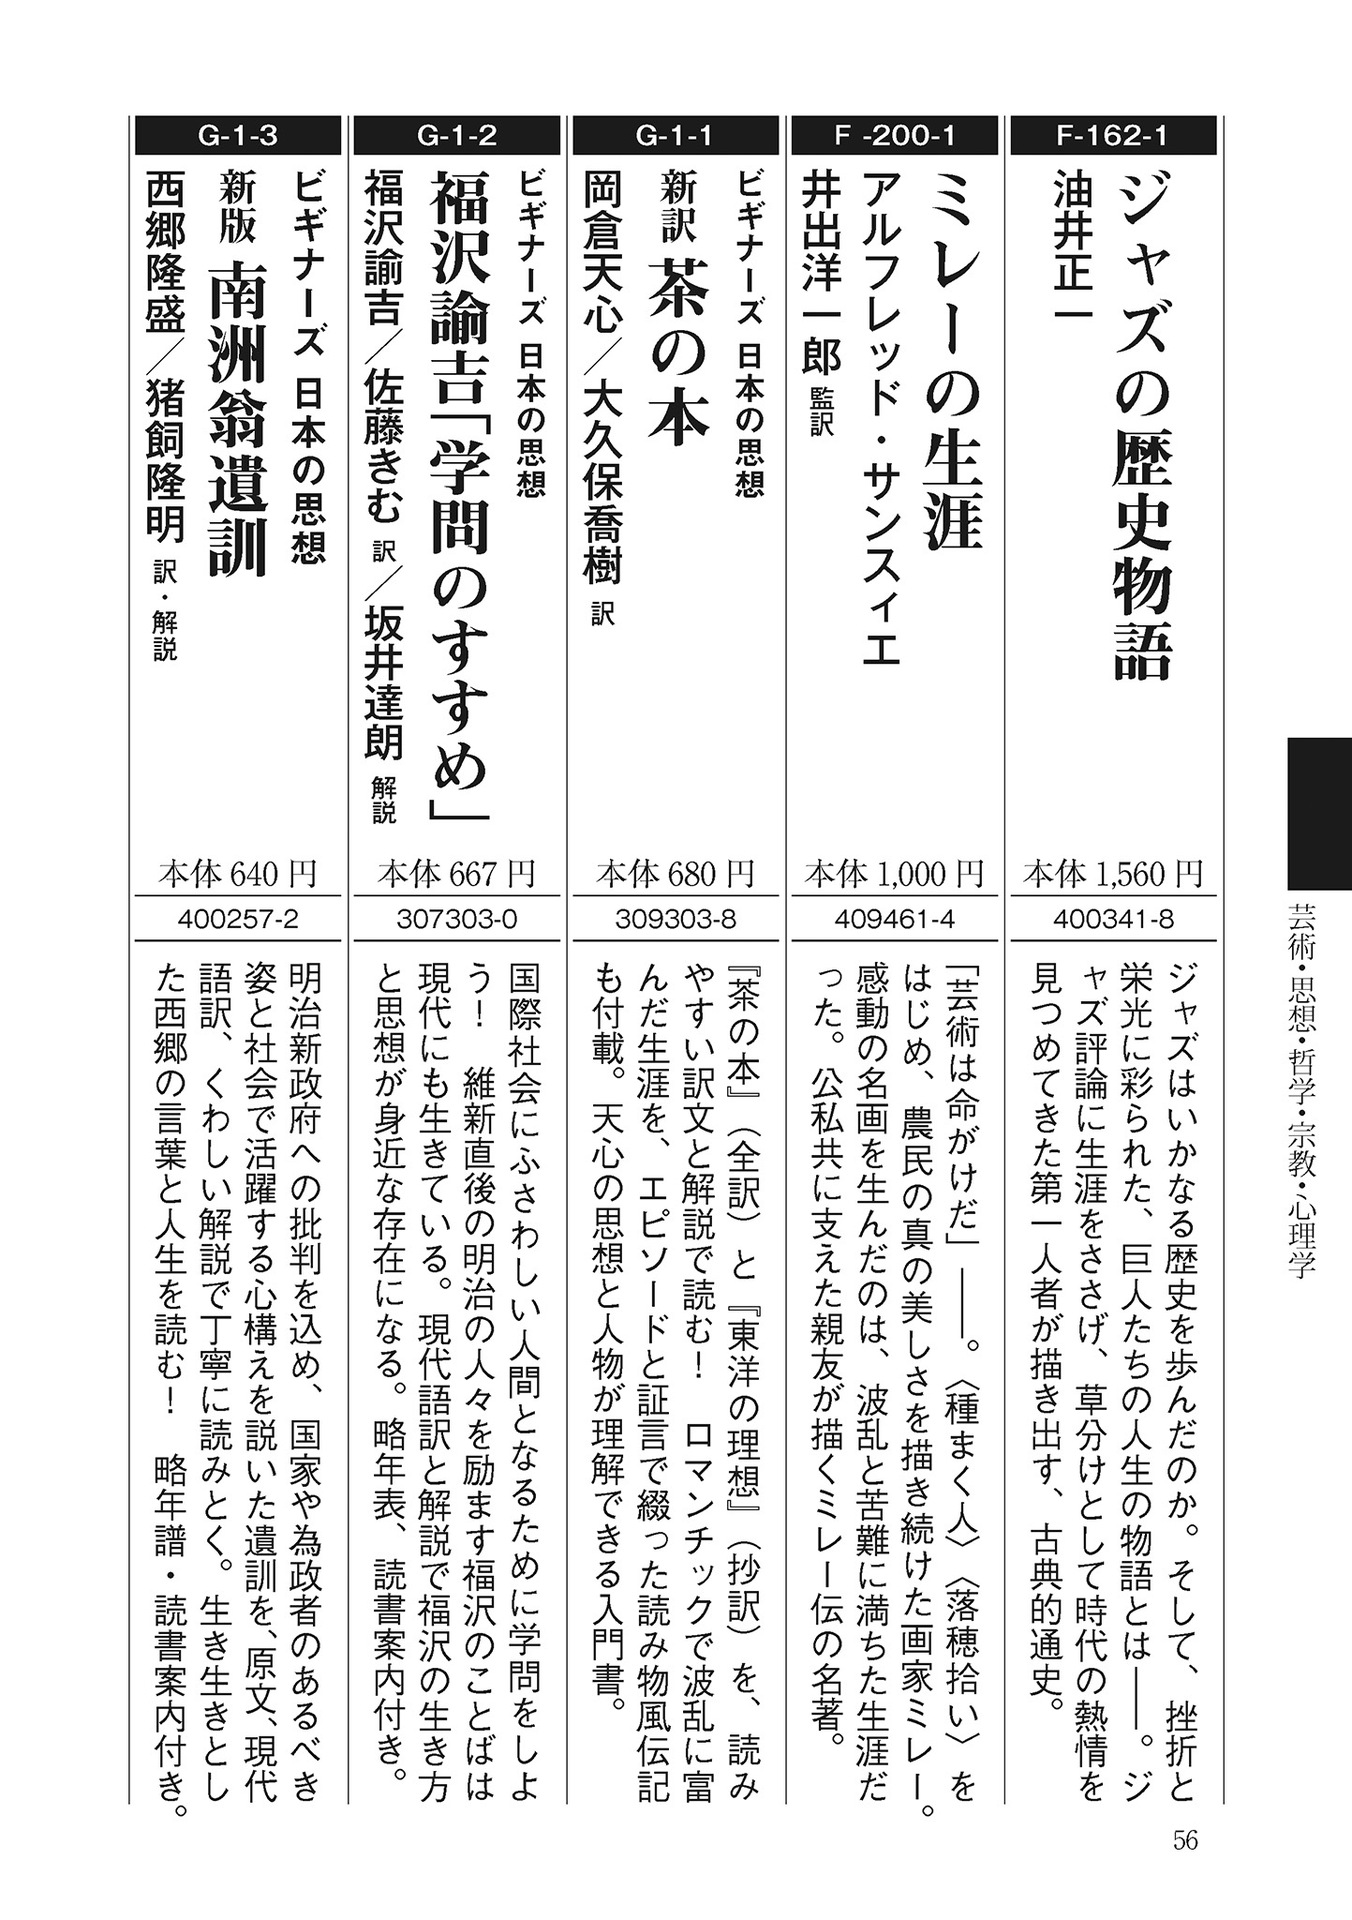 F-162-1
ジャズの歴史物語
油井正一
本体 1,560 円
400341-8
ジャズはいかなる歴史を歩んだのか。そして、挫折と
栄光に彩られた、巨人たちの人生の物語とは――。ジ
ャズ評論に生涯をささげ、草分けとして時代の熱情を
見つめてきた第一人者が描き出す、古典的通史。
F -200-1
ミレーの生涯
アルフレッド・サンスィエ
井出洋一郎 監訳
本体 1,000 円
409461-4
「芸術は命がけだ」――。〈種まく人〉〈落穂拾い〉を
はじめ、農民の真の美しさを描き続けた画家ミレー。
感動の名画を生んだのは、波乱と苦難に満ちた生涯だ
った。公私共に支えた親友が描くミレー伝の名著。
G-1-1
ビギナーズ 日本の思想
新訳 茶の本
岡倉天心／大久保喬樹 訳
本体 680 円
309303-8
『茶の本』（全訳）と『東洋の理想』（抄訳）を、読み
やすい訳文と解説で読む！　ロマンチックで波乱に富
んだ生涯を、エピソードと証言で綴った読み物風伝記
も付載。天心の思想と人物が理解できる入門書。
G-1-2
ビギナーズ 日本の思想
福沢諭吉「学問のすすめ」
福沢諭吉／佐藤きむ 訳／坂井達朗 解説
本体 667 円
307303-0
国際社会にふさわしい人間となるために学問をしよ
う！　維新直後の明治の人々を励ます福沢のことばは
現代にも生きている。現代語訳と解説で福沢の生き方
と思想が身近な存在になる。略年表、読書案内付き。
G-1-3
ビギナーズ 日本の思想
新版 南洲翁遺訓
西郷隆盛／猪飼隆明 訳・解説
本体 640 円
400257-2
明治新政府への批判を込め、国家や為政者のあるべき
姿と社会で活躍する心構えを説いた遺訓を、原文、現代
語訳、くわしい解説で丁寧に読みとく。生き生きとし
た西郷の言葉と人生を読む！　略年譜・読書案内付き。
芸術・思想・哲学・宗教・心理学
56